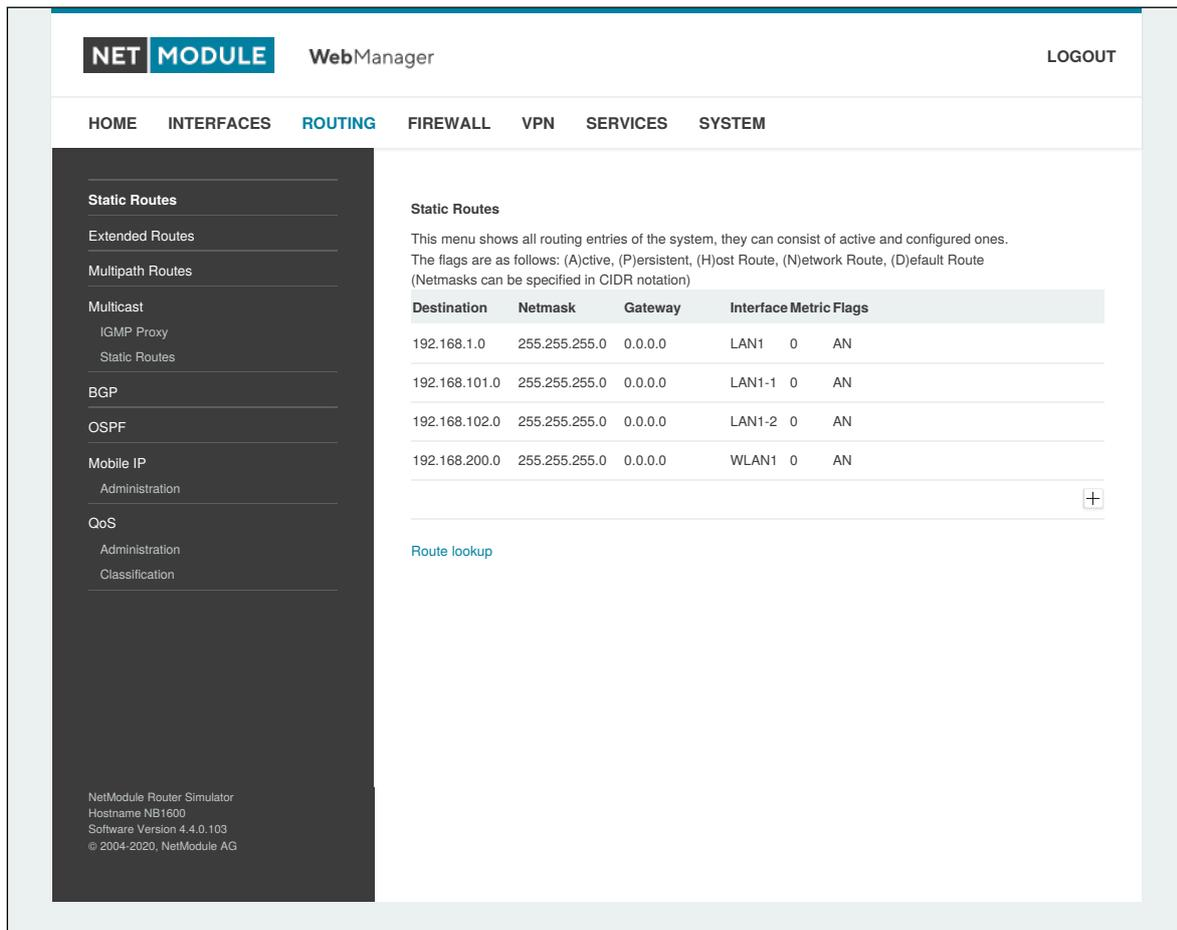 NET MODULE WebManager LOGOUT
HOME INTERFACES ROUTING FIREWALL VPN SERVICES SYSTEM
Static Routes
Extended Routes
Multipath Routes
Multicast
IGMP Proxy
Static Routes
BGP
OSPF
Mobile IP
Administration
QoS
Administration
Classification
NetModule Router Simulator
Hostname NB1600
Software Version 4.4.0.103
© 2004-2020, NetModule AG
Static Routes
This menu shows all routing entries of the system, they can consist of active and configured ones.
The flags are as follows: (A)ctive, (P)ersistent, (H)ost Route, (N)etwork Route, (D)efault Route
(Netmasks can be specified in CIDR notation)
Destination Netmask Gateway Interface Metric Flags
192.168.1.0 255.255.255.0 0.0.0.0 LAN1 0 AN
192.168.101.0 255.255.255.0 0.0.0.0 LAN1-1 0 AN
192.168.102.0 255.255.255.0 0.0.0.0 LAN1-2 0 AN
192.168.200.0 255.255.255.0 0.0.0.0 WLAN1 0 AN
Route lookup